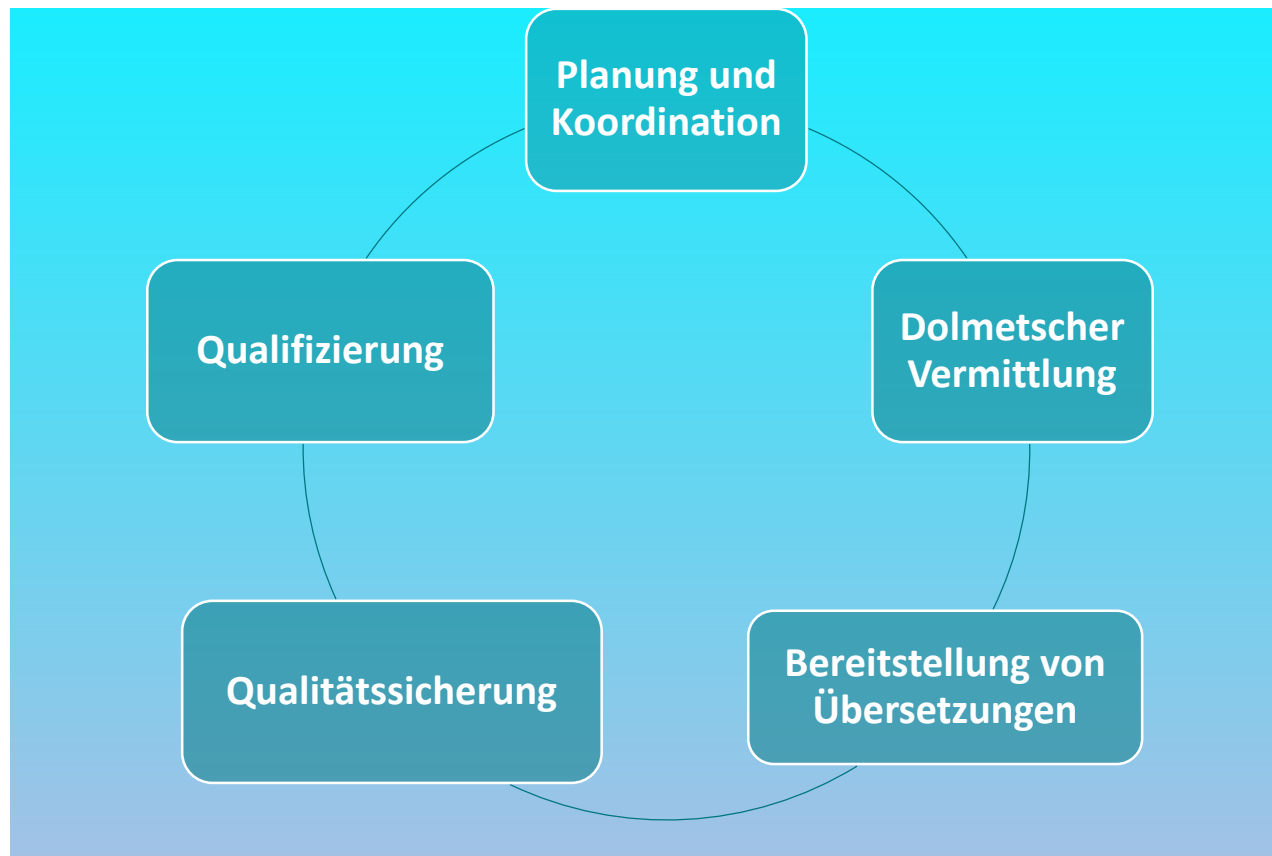 Planung und
Koordination
Dolmetscher
Vermittlung
Bereitstellung von
Übersetzungen
Qualitätssicherung
Qualifizierung